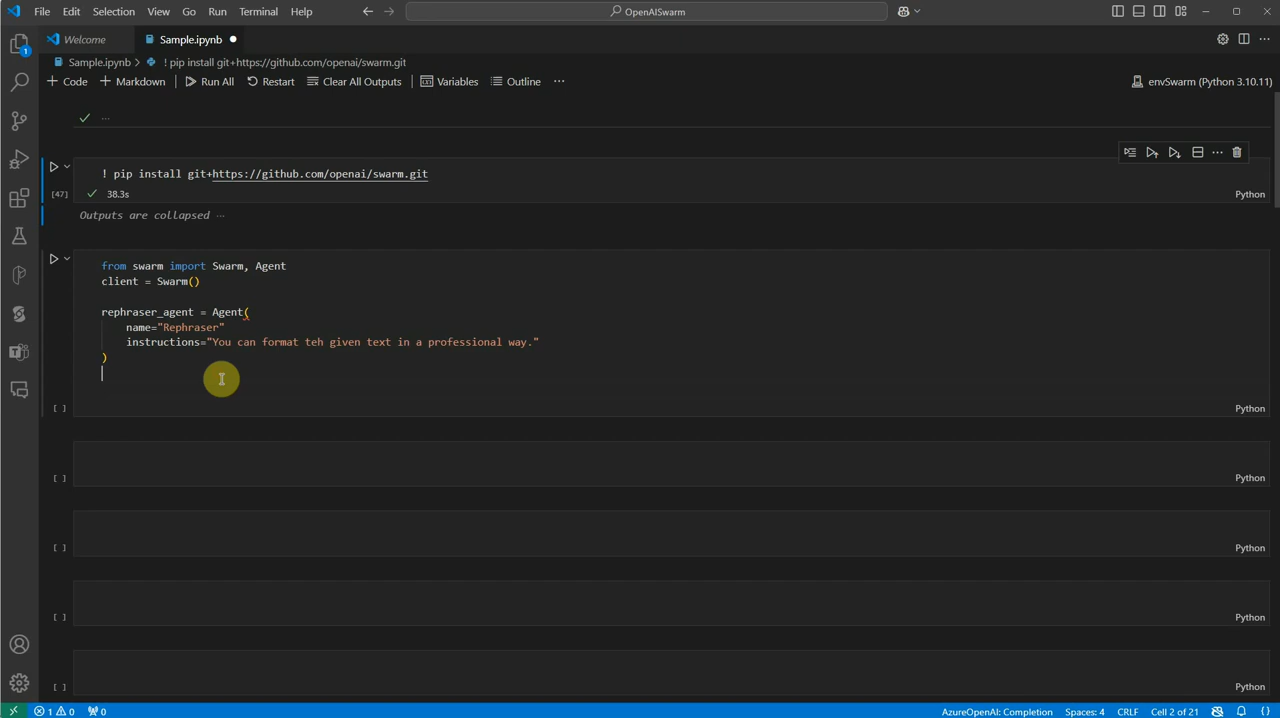 File Edit Selection View Go Run Terminal Help
OpenAISwarm
Welcome
Sample.ipynb
Sample.ipynb > ! pip install git+https://github.com/openai/swarm.git
+ Code + Markdown Run All Restart Clear All Outputs Variables Outline ...
envSwarm (Python 3.10.11)
...
! pip install git+https://github.com/openai/swarm.git
[47]
38.3s
Python
Outputs are collapsed ...
from swarm import Swarm, Agent
client = Swarm()
rephraser_agent = Agent(
name="Rephraser"
instructions="You can format teh given text in a professional way."
)
[ ]
Python
[ ]
Python
[ ]
Python
[ ]
Python
[ ]
Python
1
1 0 0
AzureOpenAI: Completion Spaces: 4 CRLF Cell 2 of 21